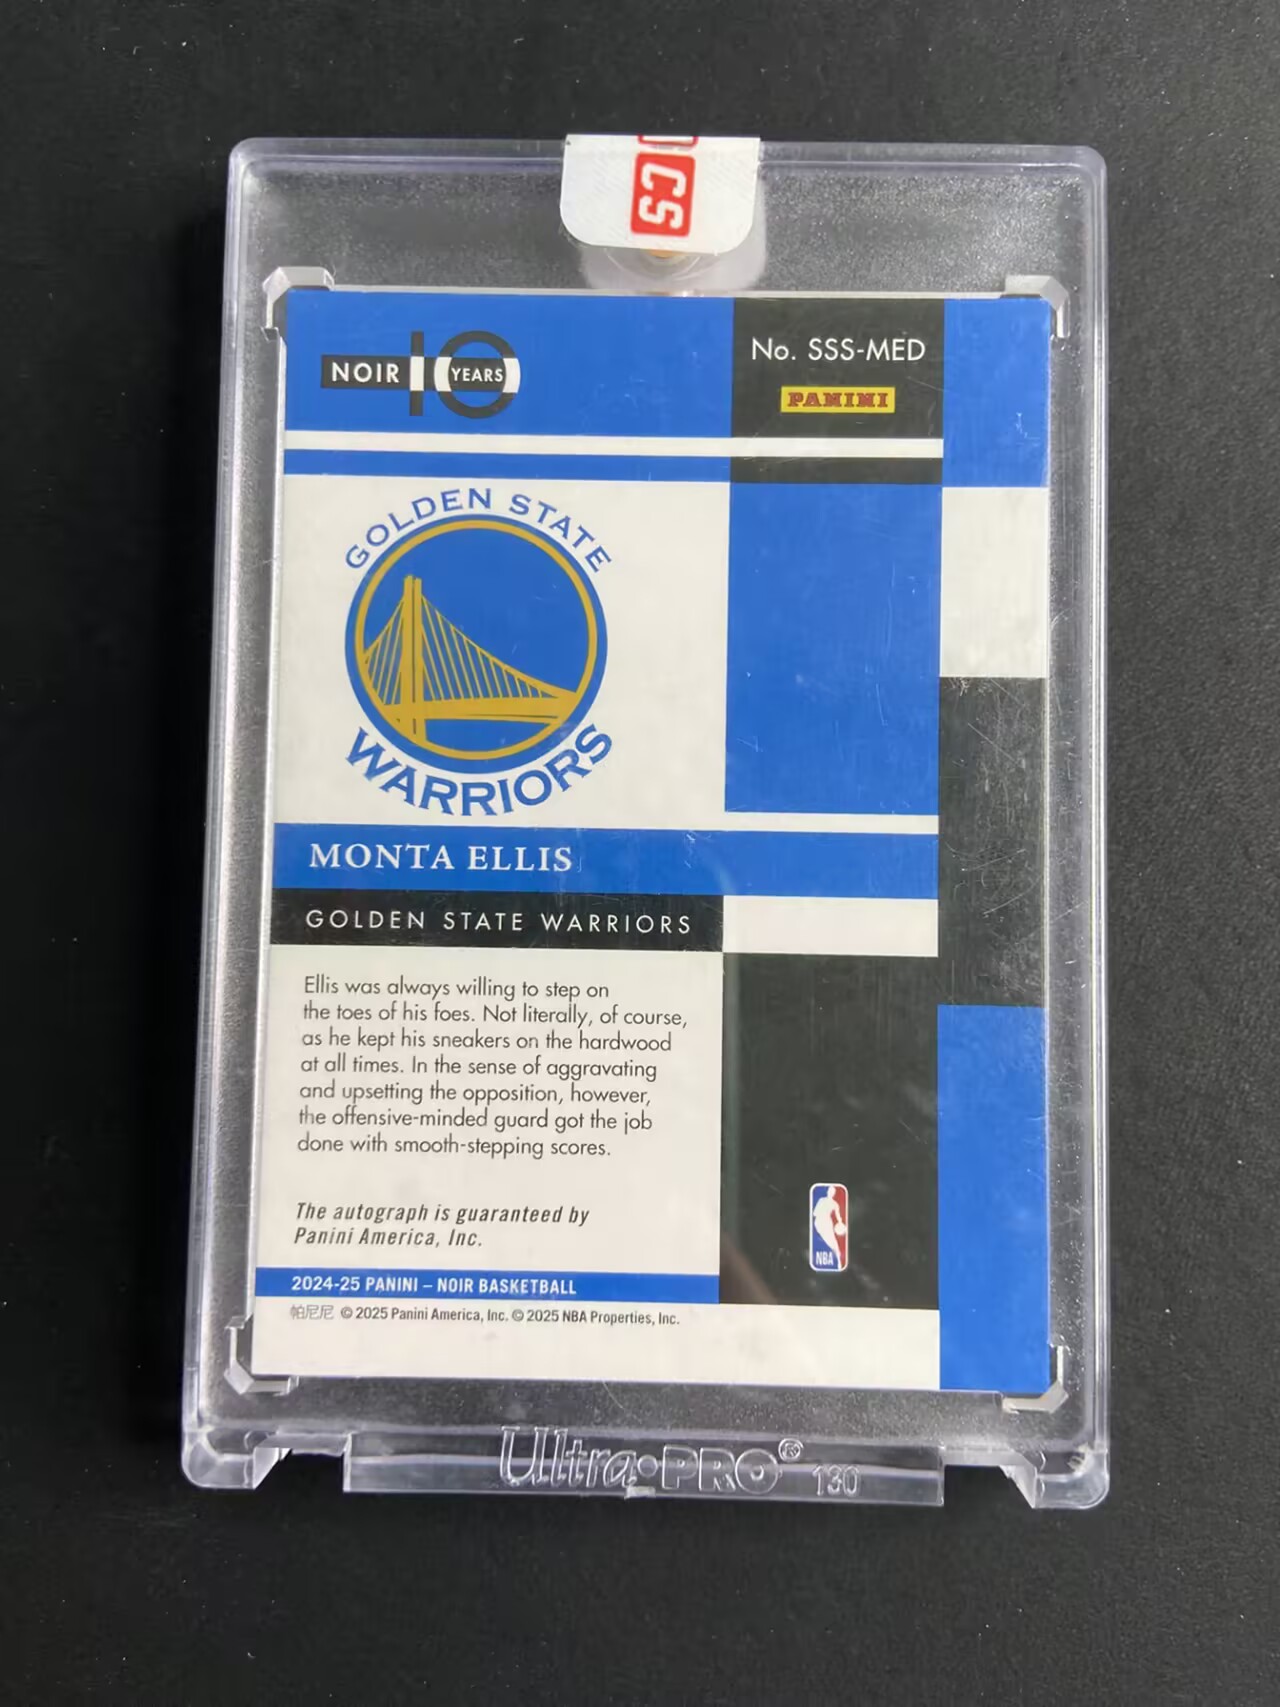 CS
NOIR 10 YEARS
No. SSS-MED
PANINI
GOLDEN STATE
WARRIORS
MONTA ELLIS
GOLDEN STATE WARRIORS
Ellis was always willing to step on
the toes of his foes. Not literally, of course,
as he kept his sneakers on the hardwood
at all times. In the sense of aggravating
and upsetting the opposition, however,
the offensive-minded guard got the job
done with smooth-stepping scores.
The autograph is guaranteed by
Panini America, Inc.
NBA
2024-25 PANINI – NOIR BASKETBALL
帕尼尼 © 2025 Panini America, Inc. © 2025 NBA Properties, Inc.
Ultra•PRO® 130